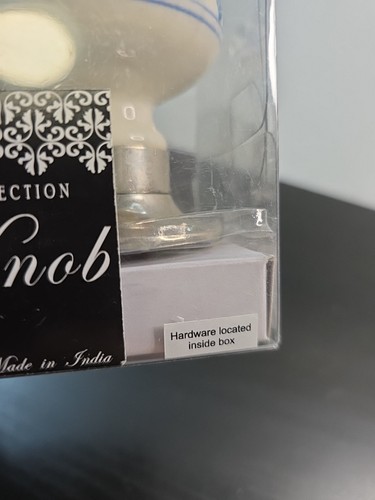 ECTION
Knob
Made in India
Hardware located
inside box